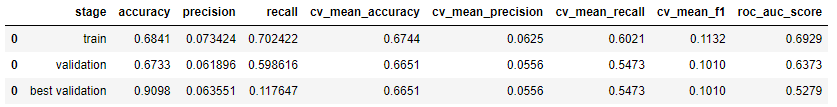 stage accuracy precision recall cv_mean_accuracy cv_mean_precision cv_mean_recall cv_mean_f1 roc_auc_score
0 train 0.6841 0.073424 0.702422 0.6744 0.0625 0.6021 0.1132 0.6929
0 validation 0.6733 0.061896 0.598616 0.6651 0.0556 0.5473 0.1010 0.6373
0 best validation 0.9098 0.063551 0.117647 0.6651 0.0556 0.5473 0.1010 0.5279